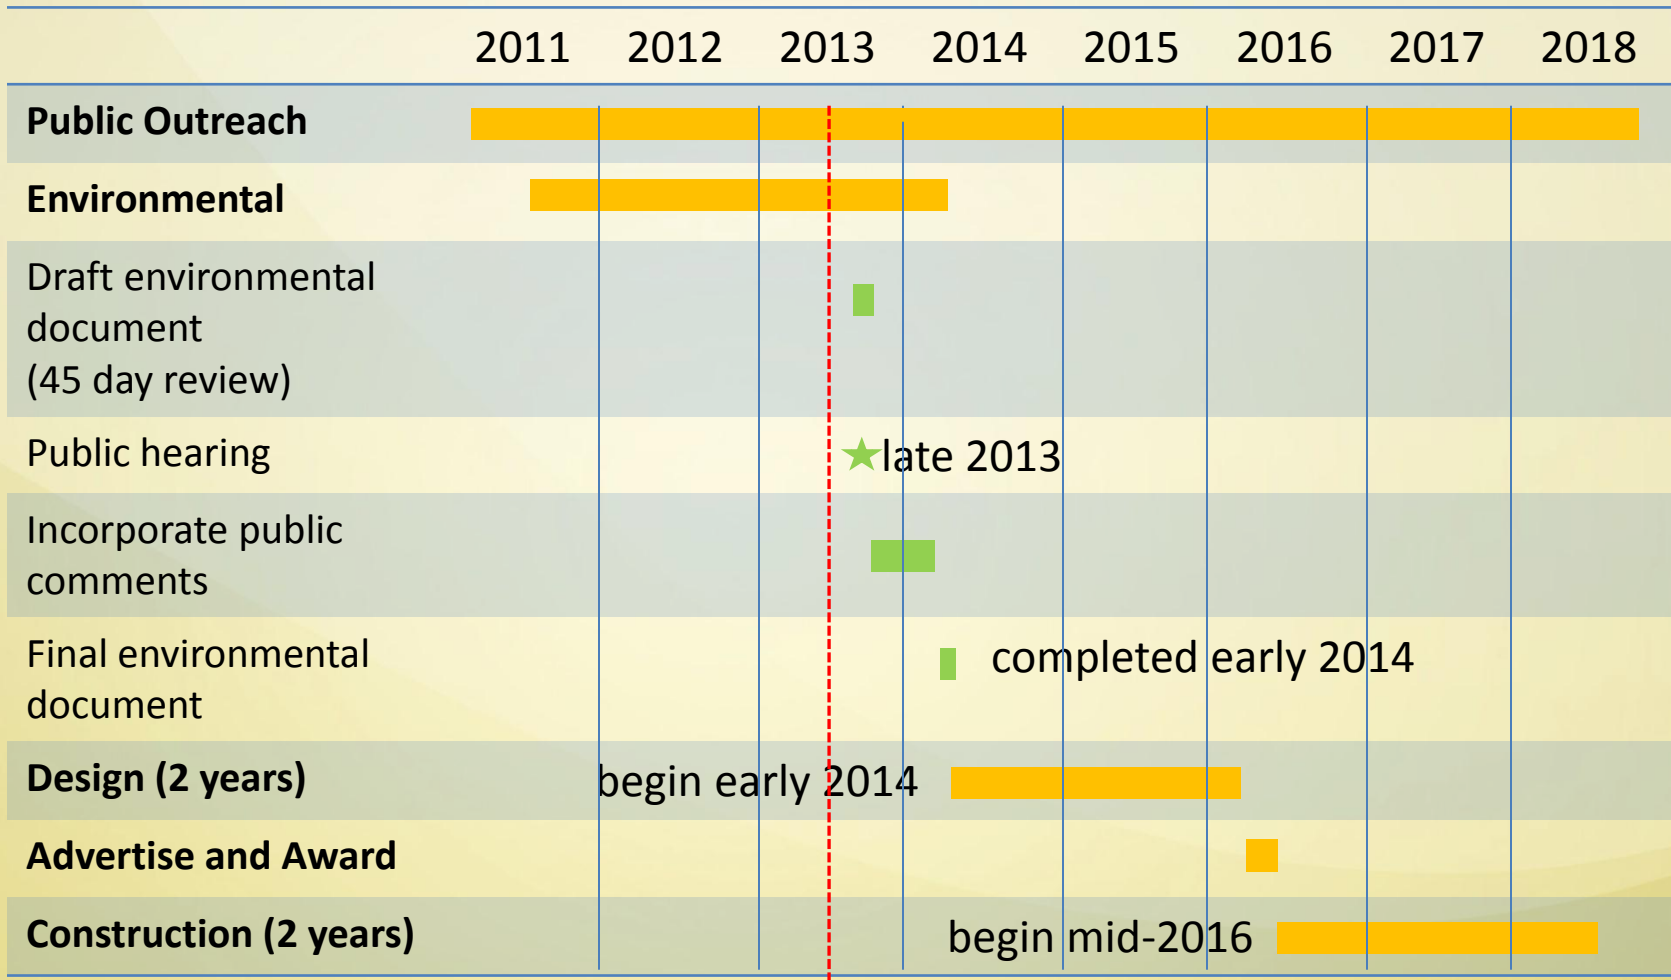 2011 2012 2013 2014 2015 2016 2017 2018
Public Outreach
Environmental
Draft environmental
document
(45 day review)
Public hearing late 2013
Incorporate public
comments
Final environmental completed early 2014
document
Design (2 years) begin early 2014
Advertise and Award
Construction (2 years) begin mid-2016